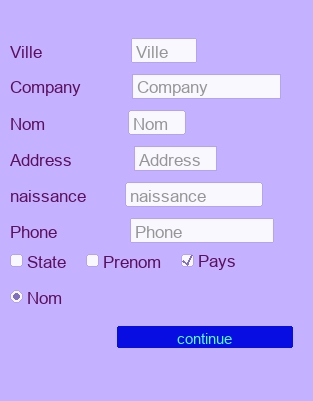 Ville Ville
Company Company
Nom Nom
Address Address
naissance naissance
Phone Phone
State Prenom Pays
Nom
continue